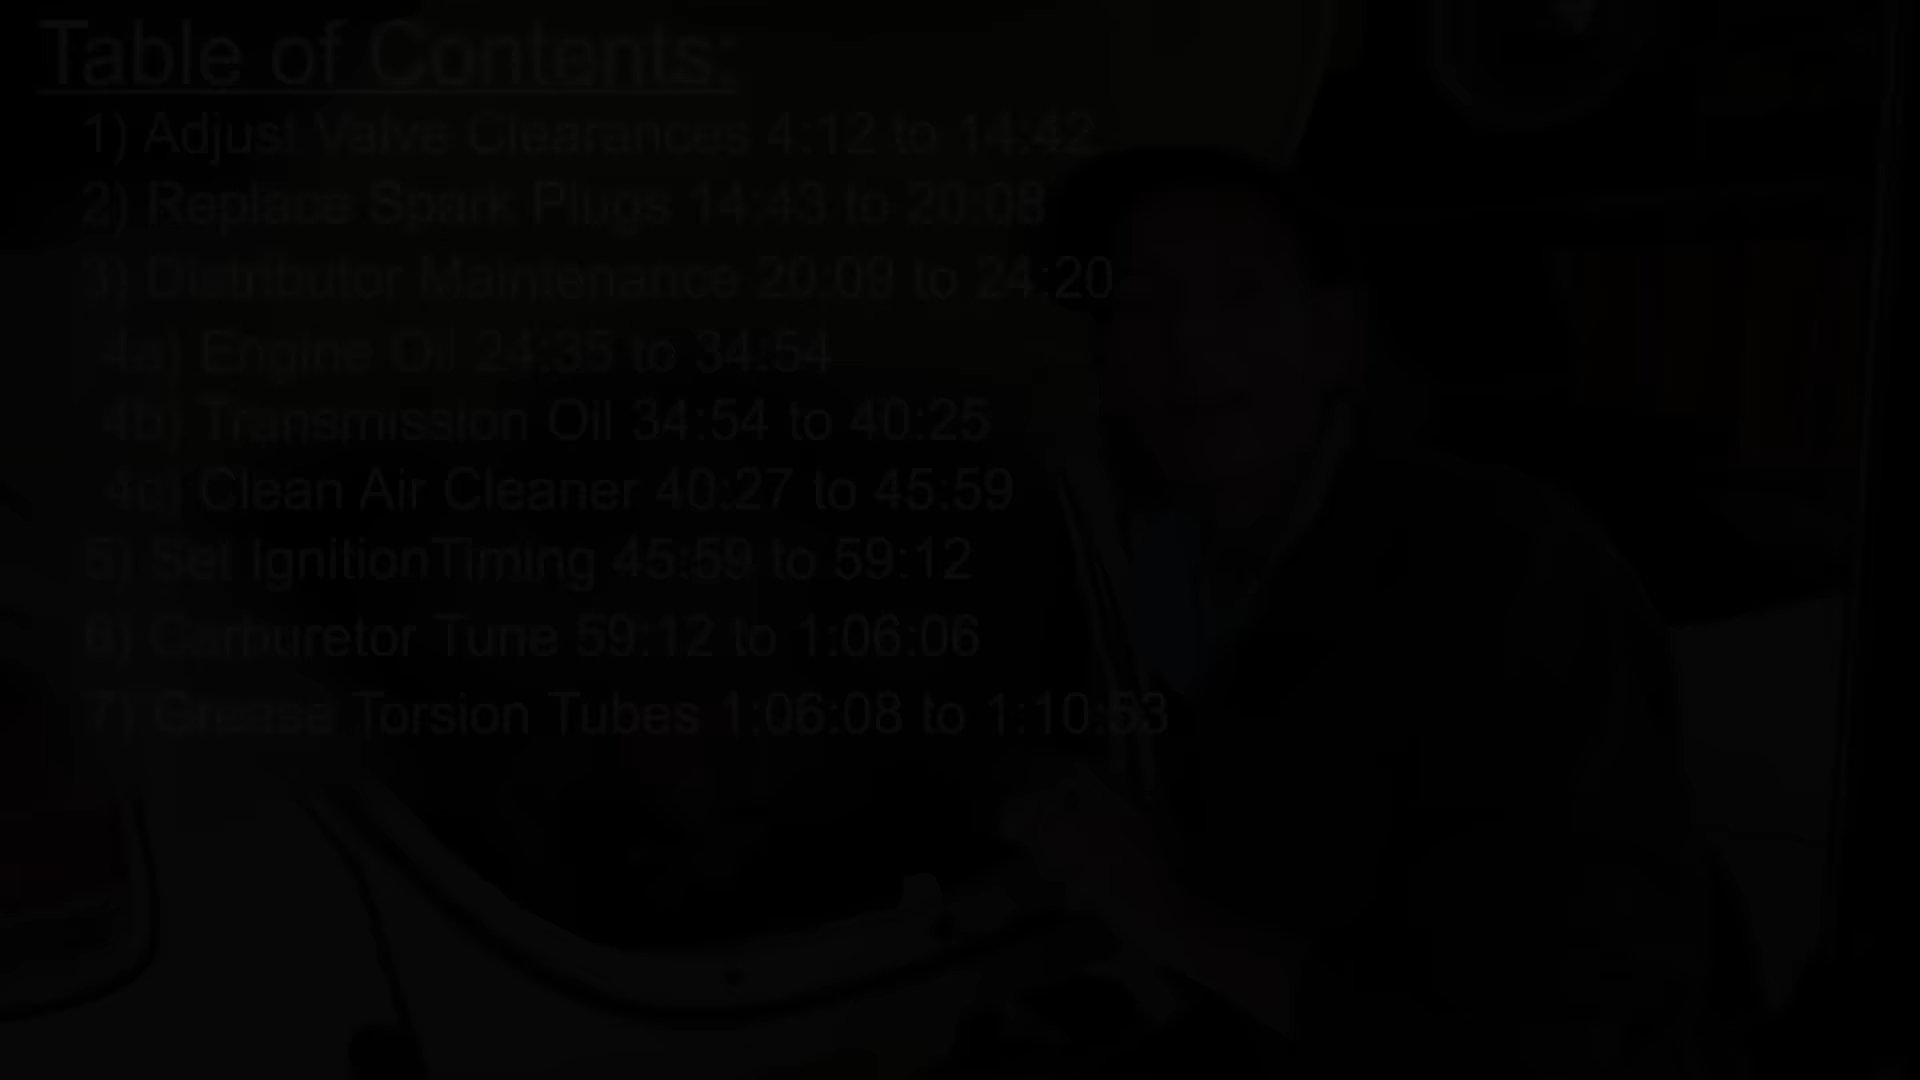 Table of Contents:
1) Adjust Valve Clearances 4:12 to 14:42
2) Replace Spark Plugs 14:43 to 20:08
3) Distributor Maintenance 20:09 to 24:20
4a) Engine Oil 24:35 to 34:54
4b) Transmission Oil 34:54 to 40:25
4c) Clean Air Cleaner 40:27 to 45:59
5) Set IgnitionTiming 45:59 to 59:12
6) Carburetor Tune 59:12 to 1:06:06
7) Grease Torsion Tubes 1:06:08 to 1:10:53